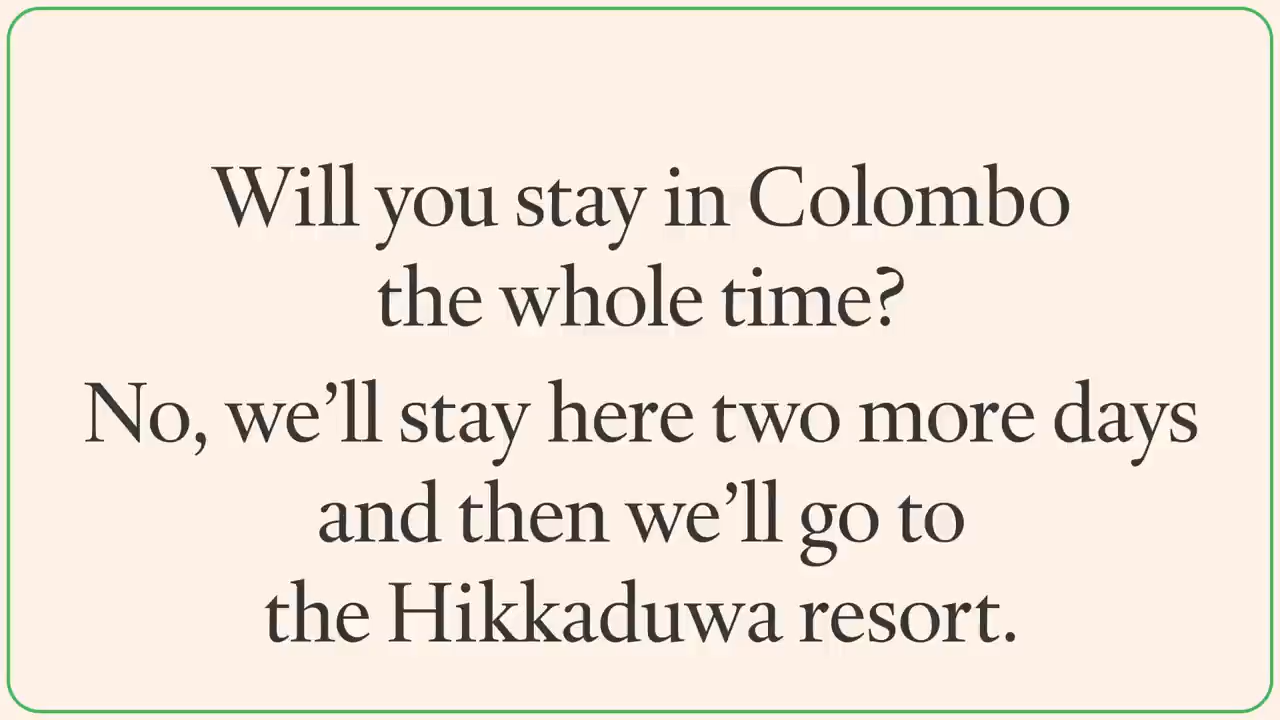 Will you stay in Colombo
the whole time?
No, we’ll stay here two more days
and then we’ll go to
the Hikkaduwa resort.